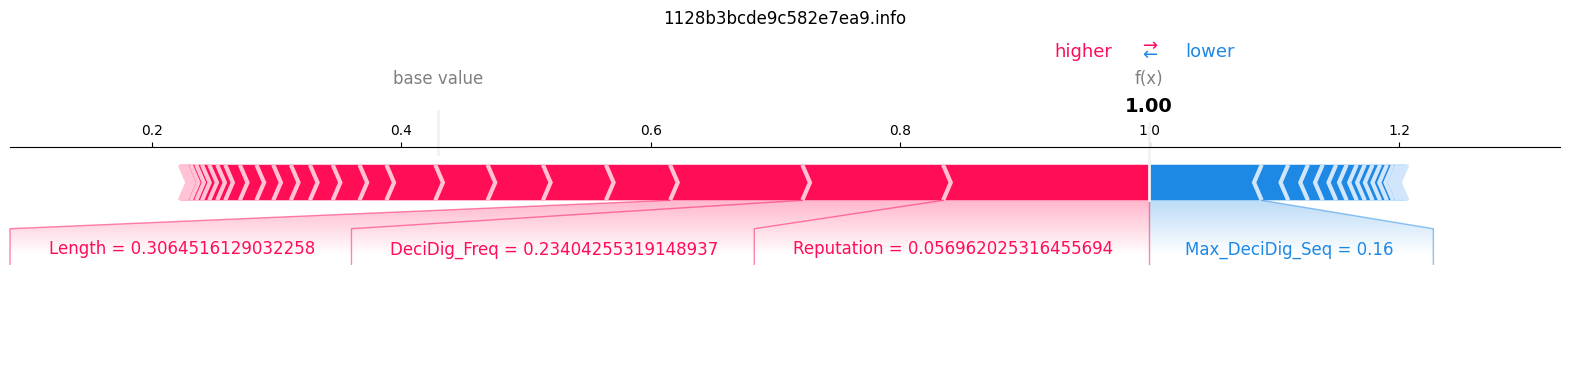 1128b3bcde9c582e7ea9.info
higher → ← lower
base value f(x)
1.00
0.2 0.4 0.6 0.8 1.0 1.2
Length = 0.3064516129032258 DeciDig_Freq = 0.23404255319148937 Reputation = 0.056962025316455694 Max_DeciDig_Seq = 0.16